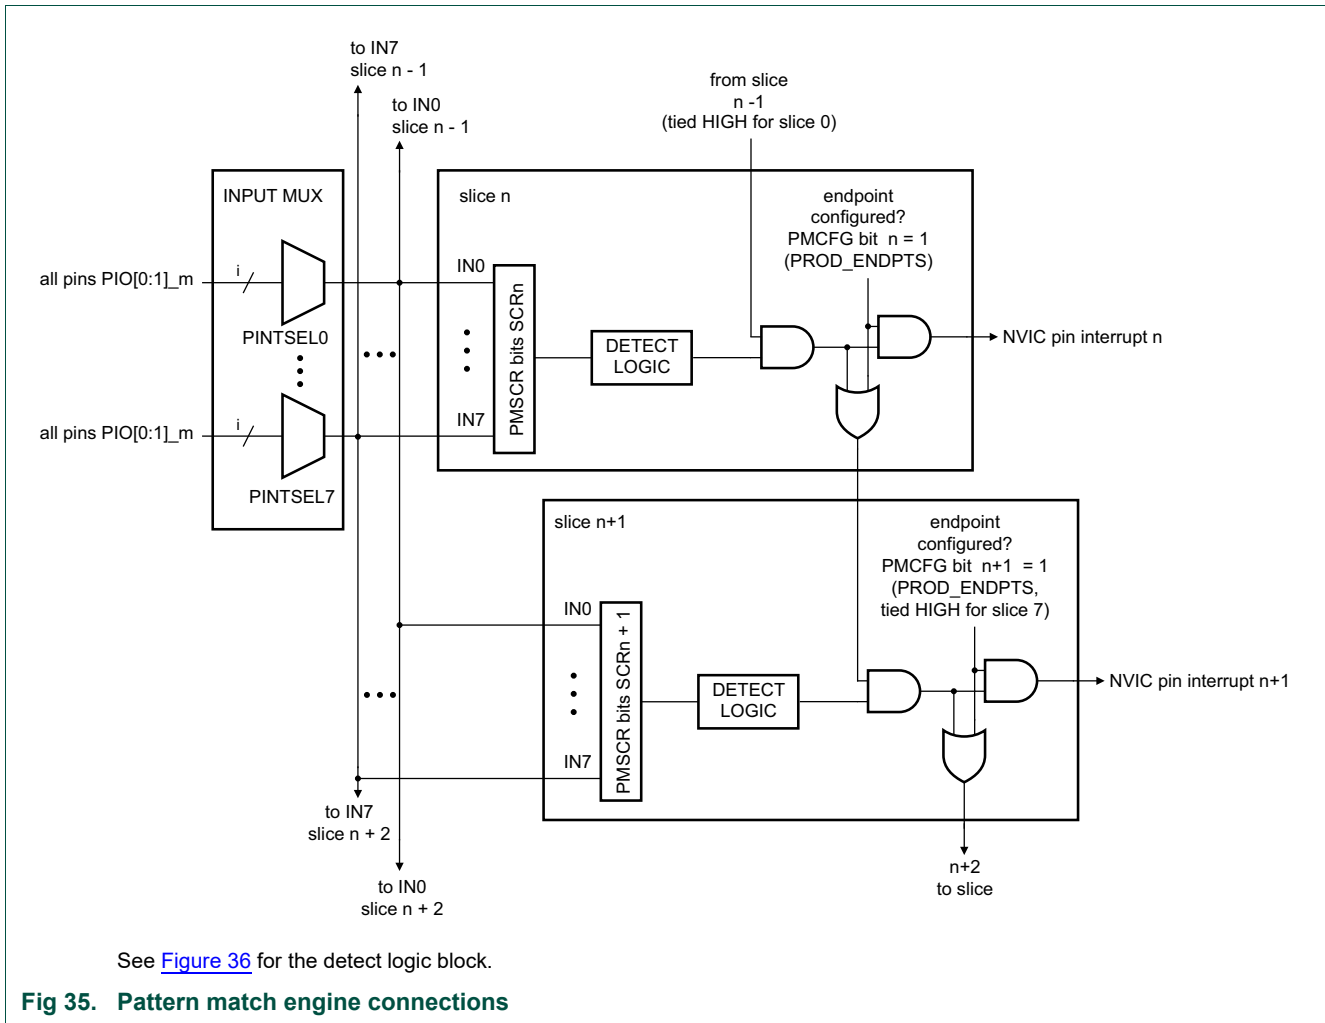 to IN7
slice n - 1
to IN0
slice n - 1
from slice
n -1
(tied HIGH for slice 0)
INPUT MUX
slice n
endpoint
configured?
PMCFG bit n = 1
(PROD_ENDPTS)
all pins PIO[0:1]_m
i
IN0
PINTSEL0
PMSCR bits SCRn
DETECT
LOGIC
NVIC pin interrupt n
all pins PIO[0:1]_m
i
IN7
PINTSEL7
slice n+1
endpoint
configured?
PMCFG bit n+1 = 1
(PROD_ENDPTS,
tied HIGH for slice 7)
IN0
PMSCR bits SCRn + 1
DETECT
LOGIC
NVIC pin interrupt n+1
IN7
to IN7
slice n + 2
to IN0
slice n + 2
n+2
to slice
See Figure 36 for the detect logic block.
Fig 35. Pattern match engine connections